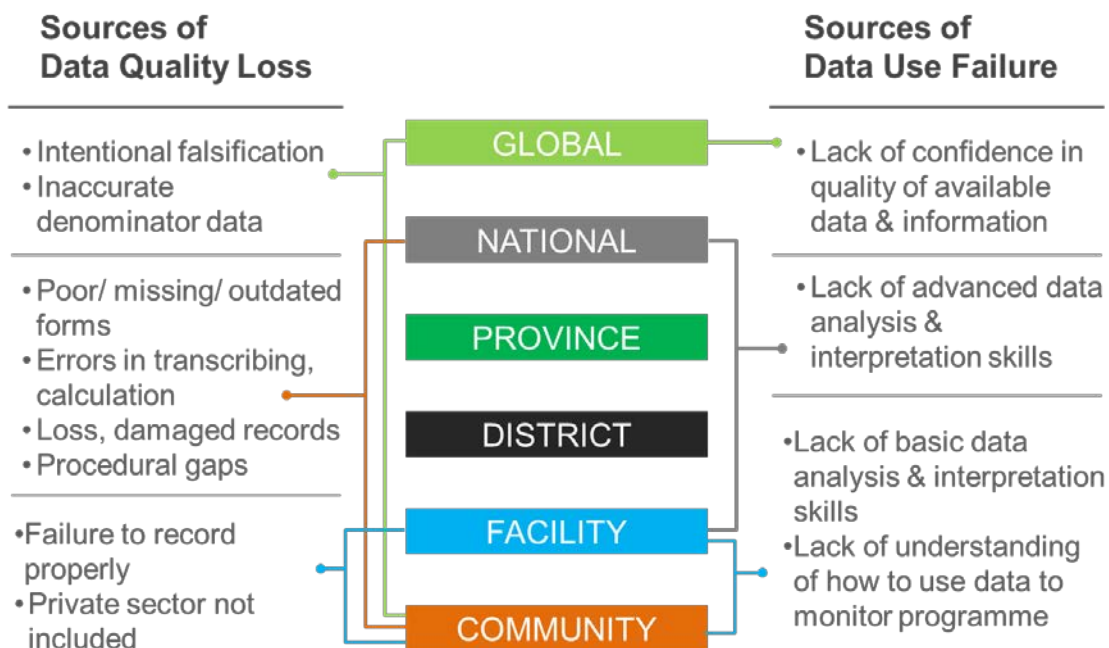 Sources of
Data Quality Loss
• Intentional falsification
• Inaccurate
denominator data
• Poor/ missing/ outdated
forms
• Errors in transcribing,
calculation
• Loss, damaged records
• Procedural gaps
•Failure to record
properly
• Private sector not
included
GLOBAL
NATIONAL
PROVINCE
DISTRICT
FACILITY
COMMUNITY
Sources of
Data Use Failure
• Lack of confidence in
quality of available
data & information
• Lack of advanced data
analysis &
interpretation skills
•Lack of basic data
analysis & interpretation
skills
•Lack of understanding
of how to use data to
monitor programme